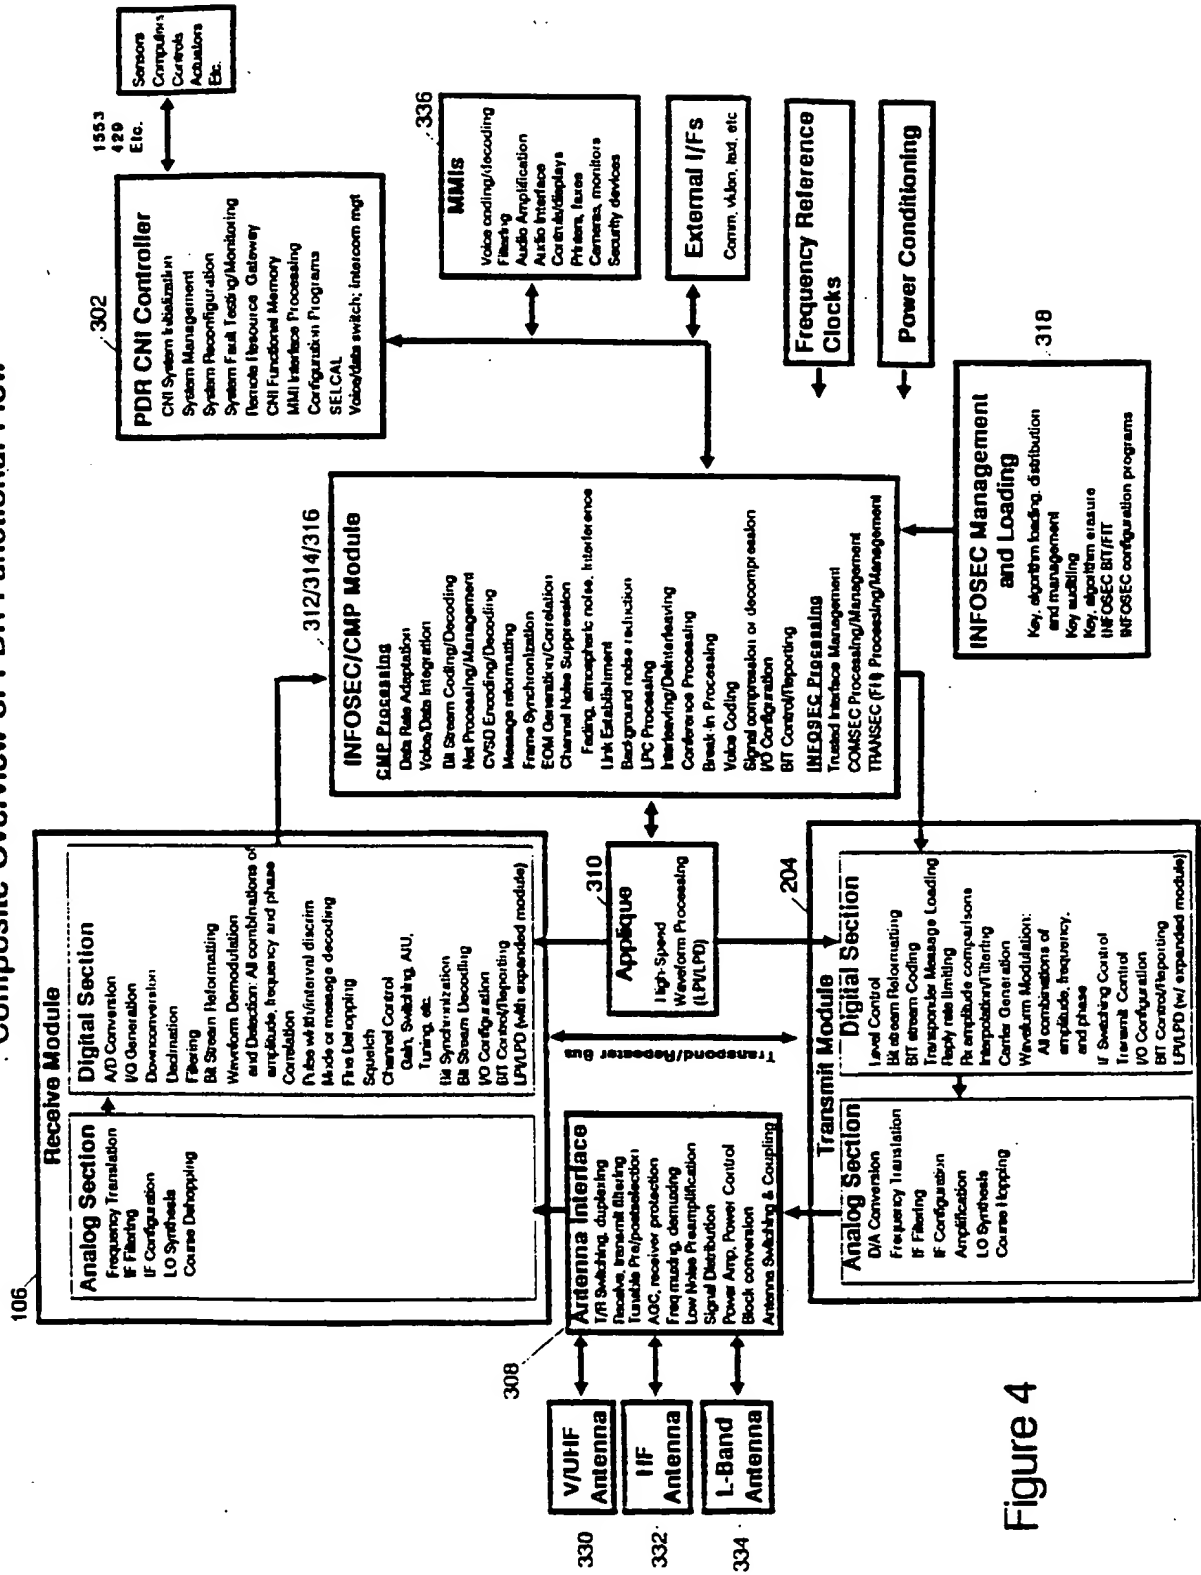 Composite Overview of PDR Functional Flow
106
Receive Module
Analog Section
Frequency Translation
IF Filtering
IF Configuration
LO Synthesis
Course Dehopping
Digital Section
A/D Conversion
I/Q Generation
Downconversion
Decimation
Filtering
Bit Stream Reformatting
Waveform Demodulation
and Detection: All combinations of
amplitude, frequency and phase
Correlation
Pulse width/interval discrim
Mode or message decoding
Fine Dehopping
Squelch
Channel Control
Gain, Switching, AIU,
Tuning, etc.
Bit Synchronization
Bit Stream Decoding
I/O Configuration
BIT Control/Reporting
LPI/LPD (with expanded module)
308
Antenna Interface
T/R Switching, duplexing
Receive, transmit filtering
Tunable Pre/postselection
AGC, receiver protection
Freq muxing, demuxing
Low Noise Preamplification
Signal Distribution
Power Amp, Power Control
Block conversion
Antenna Switching & Coupling
V/UHF
Antenna
330
HF
Antenna
332
L-Band
Antenna
334
Transpond/Repeater Bus
310
Applique
High-Speed
Waveform Processing
(LPI/LPD)
204
Transmit Module
Analog Section
D/A Conversion
Frequency Translation
IF Filtering
IF Configuration
Amplification
LO Synthesis
Course Hopping
Digital Section
Level Control
Bit stream Reformatting
BIT stream Coding
Transponder Message Loading
Reply rate limiting
Rx amplitude comparisons
Interpolation/Filtering
Carrier Generation
Waveform Modulation:
All combinations of
amplitude, frequency,
and phase
IF Switching Control
Transmit Control
I/O Configuration
BIT Control/Reporting
LPI/LPD (w/ expanded module)
312/314/316
INFOSEC/CMP Module
CMP Processing
Data Rate Adaptation
Voice/Data Integration
Bit Stream Coding/Decoding
Net Processing/Management
CVSD Encoding/Decoding
Message reformatting
Frame Synchronization
EOM Generation/Correlation
Channel Noise Suppression
Fading, atmospheric noise, Interference
Link Establishment
Background noise reduction
LPC Processing
Interleaving/Deinterleaving
Conference Processing
Break-In Processing
Voice Coding
Signal compression or decompression
I/O Configuration
BIT Control/Reporting
INFOSEC Processing
Trusted Interface Management
COMSEC Processing/Management
TRANSEC (FH) Processing/Management
302
PDR CNI Controller
CNI System Initialization
System Management
System Reconfiguration
System Fault Testing/Monitoring
Remote Resource Gateway
CNI Functional Memory
MMI Interface Processing
Configuration Programs
SELCAL
Voice/data switch; intercom mgt
1553
429
Etc.
Sensors
Computers
Controls
Actuators
Etc.
336
MMIs
Voice coding/decoding
Filtering
Audio Amplification
Audio Interface
Controls/displays
Printers, faxes
Cameras, monitors
Security devices
External I/Fs
Comm, video, text, etc
Frequency Reference
Clocks
Power Conditioning
318
INFOSEC Management
and Loading
Key, algorithm loading, distribution
and management
Key auditing
Key, algorithm erasure
INFOSEC BIT/FIT
INFOSEC configuration programs
Figure 4